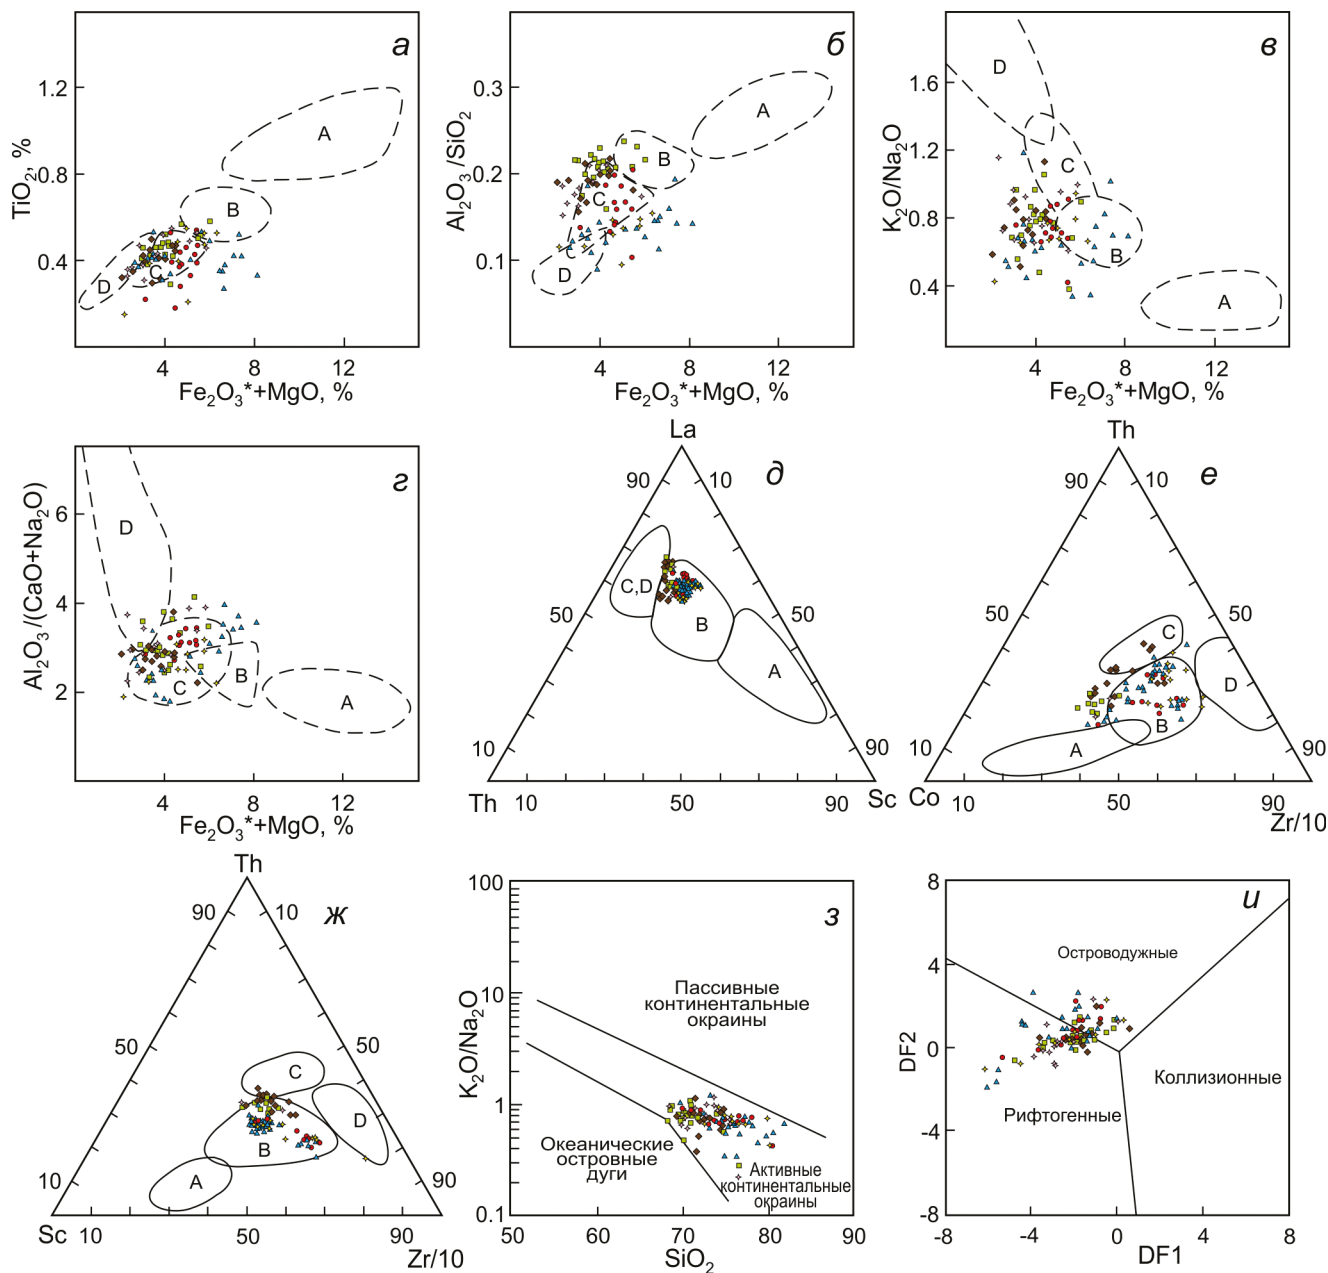 а
TiO2, %
1.2
0.8
0.4
A
B
C
D
4
8
12
Fe2O3*+MgO, %
б
Al2O3/SiO2
0.3
0.2
0.1
A
B
C
C
D
4
8
12
Fe2O3*+MgO, %
в
K2O/Na2O
1.6
1.2
0.8
0.4
D
C
B
A
4
8
12
Fe2O3*+MgO, %
г
Al2O3/(CaO+Na2O)
6
4
2
D
C
B
A
4
8
12
Fe2O3*+MgO, %
La
д
90
10
C,D
B
A
50
50
10
90
Th
10
50
90
Sc
Th
е
90
10
50
50
C
D
B
A
10
90
Co
10
50
90
Zr/10
Th
ж
90
10
50
50
C
D
B
A
10
90
Sc
10
50
90
Zr/10
з
K2O/Na2O
100
10
1
0.1
Пассивные
континентальные
окраины
Океанические
островные
дуги
Активные
континентальные
окраины
50
60
70
80
90
SiO2
и
DF2
8
4
0
-4
-8
Островодужные
Коллизионные
Рифтогенные
-8
-4
0
4
8
DF1